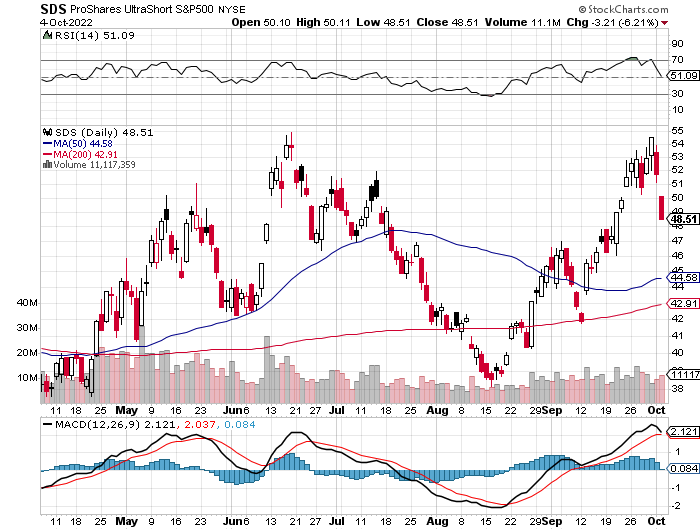 SDS ProShares UltraShort S&P500 NYSE © StockCharts.com
4-Oct-2022 Open 50.10 High 50.11 Low 48.51 Close 48.51 Volume 11.1M Chg -3.21 (-6.21%)
RSI(14) 51.09
90
70
51.09
30
10
SDS (Daily) 48.51
MA(50) 44.58
MA(200) 42.91
Volume 11,117,359
55
54
53
52
51
50
49
48.51
47
46
44.58
44
42.91
42
41
40
39
38
40M
30M
20M
10M
11117
11 18 25 May 9 16 23 Jun 6 13 21 27 Jul 11 18 25 Aug 8 15 22 29 Sep 12 19 26 Oct
MACD(12,26,9) 2.121, 2.037, 0.084
2.121
1
0.084
-1
-2
11 18 25 May 9 16 23 Jun 6 13 21 27 Jul 11 18 25 Aug 8 15 22 29 Sep 12 19 26 Oct